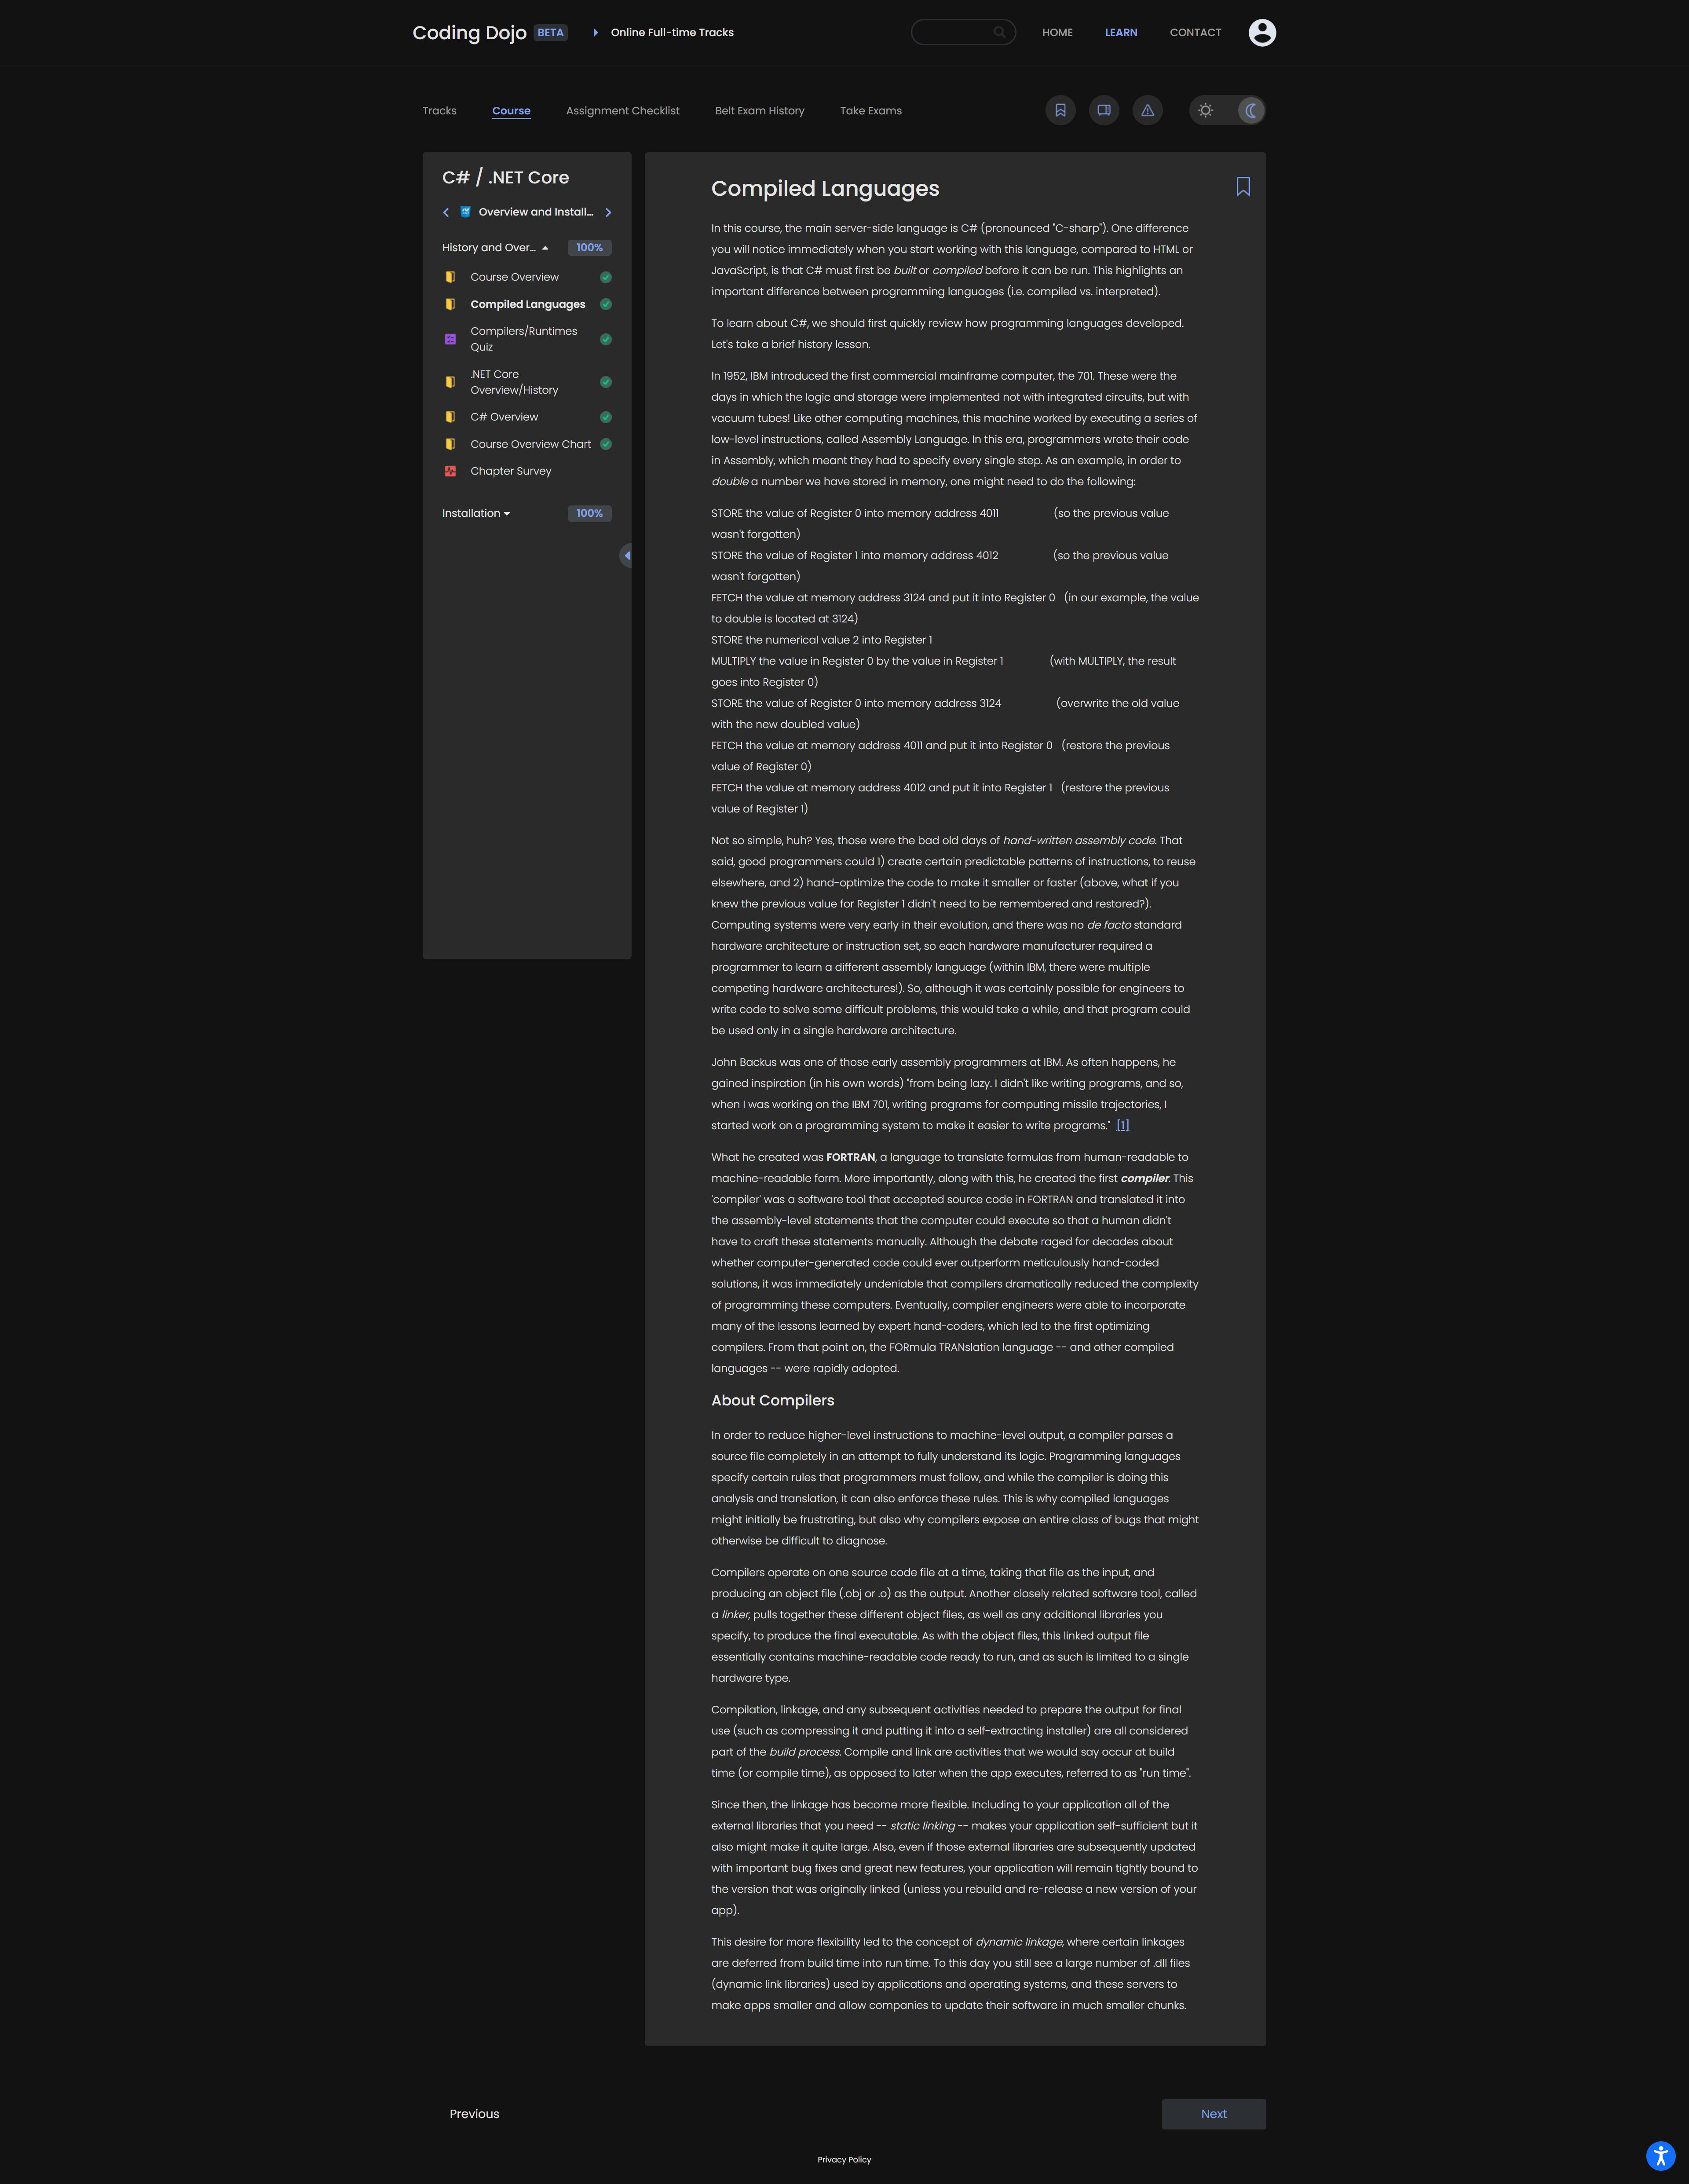 Coding Dojo BETA Online Full-time Tracks HOME LEARN CONTACT
Tracks Course Assignment Checklist Belt Exam History Take Exams
C# / .NET Core
Overview and Install...
History and Over... 100%
Course Overview
Compiled Languages
Compilers/Runtimes
Quiz
.NET Core
Overview/History
C# Overview
Course Overview Chart
Chapter Survey
Installation 100%
Compiled Languages
In this course, the main server-side language is C# (pronounced "C-sharp"). One difference
you will notice immediately when you start working with this language, compared to HTML or
JavaScript, is that C# must first be built or compiled before it can be run. This highlights an
important difference between programming languages (i.e. compiled vs. interpreted).
To learn about C#, we should first quickly review how programming languages developed.
Let's take a brief history lesson.
In 1952, IBM introduced the first commercial mainframe computer, the 701. These were the
days in which the logic and storage were implemented not with integrated circuits, but with
vacuum tubes! Like other computing machines, this machine worked by executing a series of
low-level instructions, called Assembly Language. In this era, programmers wrote their code
in Assembly, which meant they had to specify every single step. As an example, in order to
double a number we have stored in memory, one might need to do the following:
STORE the value of Register 0 into memory address 4011 (so the previous value
wasn't forgotten)
STORE the value of Register 1 into memory address 4012 (so the previous value
wasn't forgotten)
FETCH the value at memory address 3124 and put it into Register 0 (in our example, the value
to double is located at 3124)
STORE the numerical value 2 into Register 1
MULTIPLY the value in Register 0 by the value in Register 1 (with MULTIPLY, the result
goes into Register 0)
STORE the value of Register 0 into memory address 3124 (overwrite the old value
with the new doubled value)
FETCH the value at memory address 4011 and put it into Register 0 (restore the previous
value of Register 0)
FETCH the value at memory address 4012 and put it into Register 1 (restore the previous
value of Register 1)
Not so simple, huh? Yes, those were the bad old days of hand-written assembly code. That
said, good programmers could 1) create certain predictable patterns of instructions, to reuse
elsewhere, and 2) hand-optimize the code to make it smaller or faster (above, what if you
knew the previous value for Register 1 didn't need to be remembered and restored?).
Computing systems were very early in their evolution, and there was no de facto standard
hardware architecture or instruction set, so each hardware manufacturer required a
programmer to learn a different assembly language (within IBM, there were multiple
competing hardware architectures!). So, although it was certainly possible for engineers to
write code to solve some difficult problems, this would take a while, and that program could
be used only in a single hardware architecture.
John Backus was one of those early assembly programmers at IBM. As often happens, he
gained inspiration (in his own words) "from being lazy. I didn't like writing programs, and so,
when I was working on the IBM 701, writing programs for computing missile trajectories, I
started work on a programming system to make it easier to write programs." [1]
What he created was FORTRAN, a language to translate formulas from human-readable to
machine-readable form. More importantly, along with this, he created the first compiler. This
'compiler' was a software tool that accepted source code in FORTRAN and translated it into
the assembly-level statements that the computer could execute so that a human didn't
have to craft these statements manually. Although the debate raged for decades about
whether computer-generated code could ever outperform meticulously hand-coded
solutions, it was immediately undeniable that compilers dramatically reduced the complexity
of programming these computers. Eventually, compiler engineers were able to incorporate
many of the lessons learned by expert hand-coders, which led to the first optimizing
compilers. From that point on, the FORmula TRANslation language -- and other compiled
languages -- were rapidly adopted.
About Compilers
In order to reduce higher-level instructions to machine-level output, a compiler parses a
source file completely in an attempt to fully understand its logic. Programming languages
specify certain rules that programmers must follow, and while the compiler is doing this
analysis and translation, it can also enforce these rules. This is why compiled languages
might initially be frustrating, but also why compilers expose an entire class of bugs that might
otherwise be difficult to diagnose.
Compilers operate on one source code file at a time, taking that file as the input, and
producing an object file (.obj or .o) as the output. Another closely related software tool, called
a linker, pulls together these different object files, as well as any additional libraries you
specify, to produce the final executable. As with the object files, this linked output file
essentially contains machine-readable code ready to run, and as such is limited to a single
hardware type.
Compilation, linkage, and any subsequent activities needed to prepare the output for final
use (such as compressing it and putting it into a self-extracting installer) are all considered
part of the build process. Compile and link are activities that we would say occur at build
time (or compile time), as opposed to later when the app executes, referred to as "run time".
Since then, the linkage has become more flexible. Including to your application all of the
external libraries that you need -- static linking -- makes your application self-sufficient but it
also might make it quite large. Also, even if those external libraries are subsequently updated
with important bug fixes and great new features, your application will remain tightly bound to
the version that was originally linked (unless you rebuild and re-release a new version of your
app).
This desire for more flexibility led to the concept of dynamic linkage, where certain linkages
are deferred from build time into run time. To this day you still see a large number of .dll files
(dynamic link libraries) used by applications and operating systems, and these servers to
make apps smaller and allow companies to update their software in much smaller chunks.
Previous Next
Privacy Policy